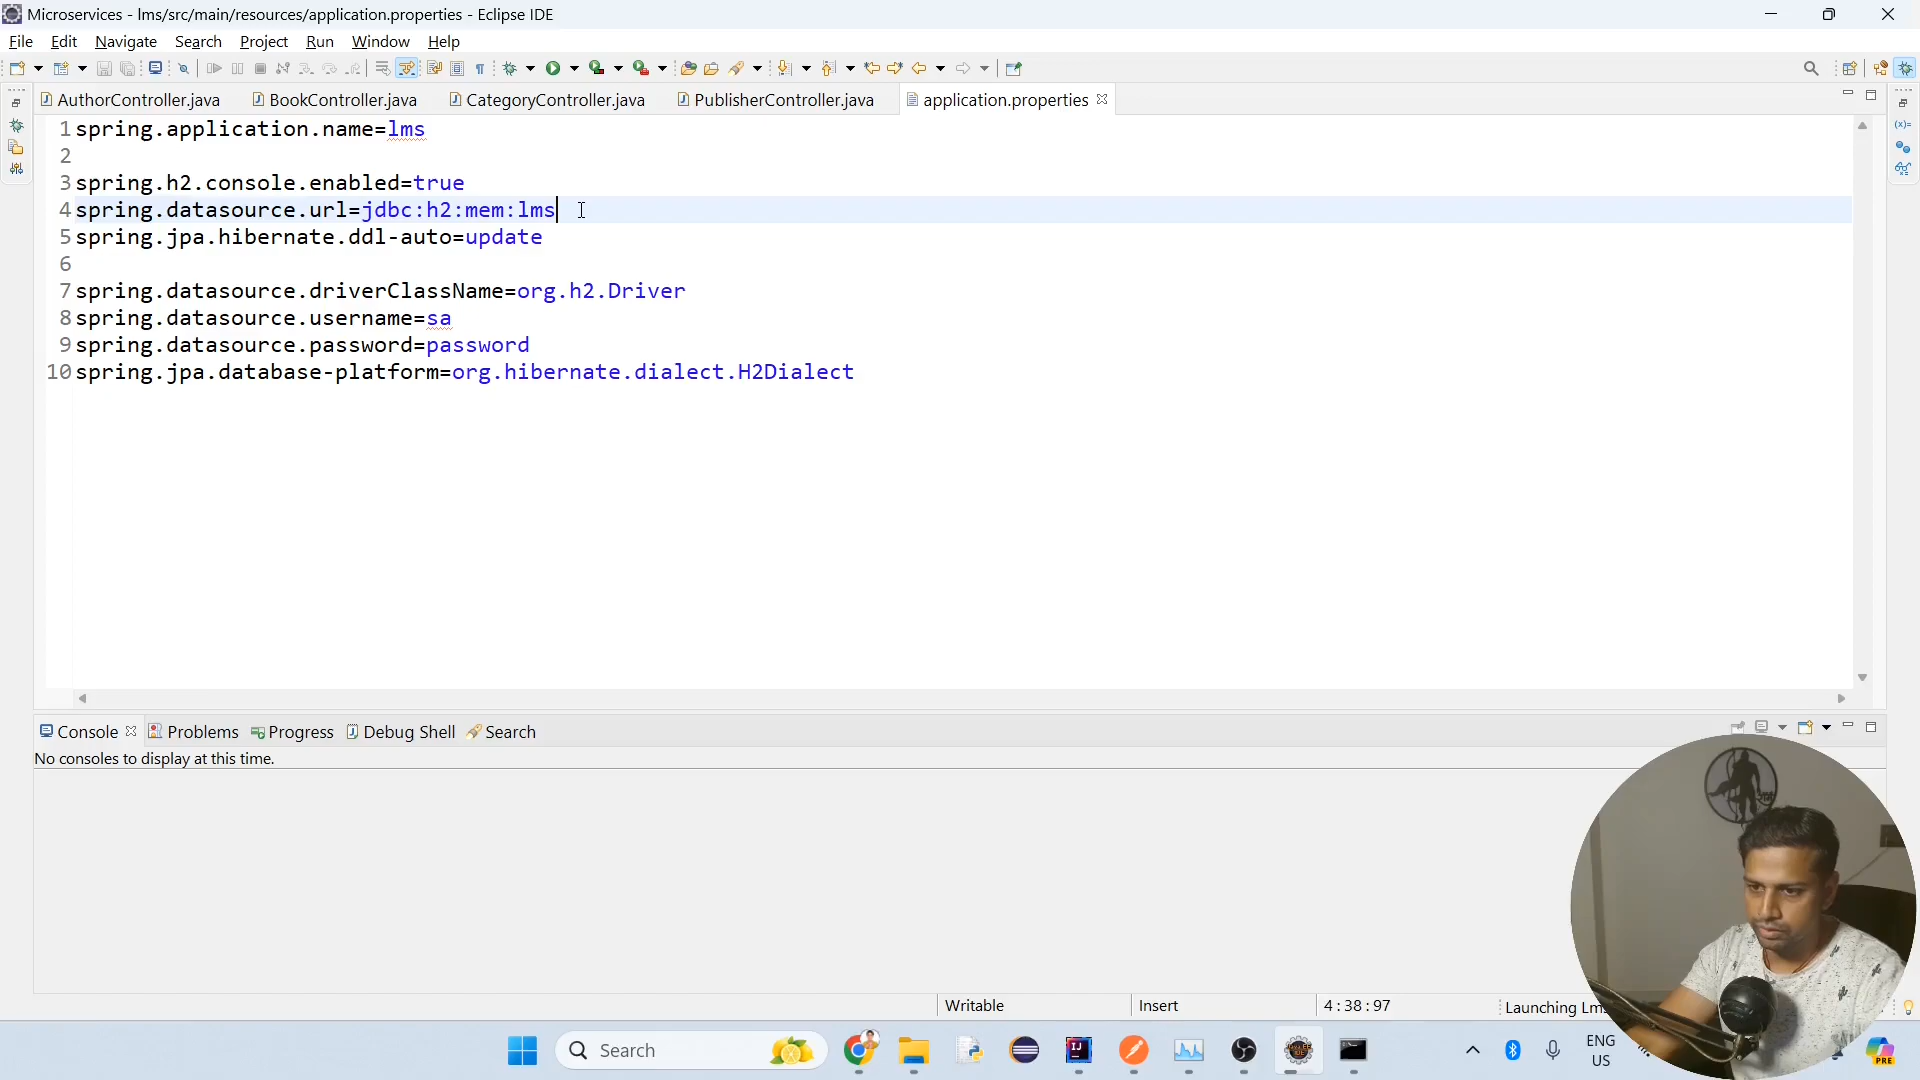 Microservices - lms/src/main/resources/application.properties - Eclipse IDE
File Edit Navigate Search Project Run Window Help
AuthorController.java BookController.java CategoryController.java PublisherController.java application.properties
1 spring.application.name=lms
2
3 spring.h2.console.enabled=true
4 spring.datasource.url=jdbc:h2:mem:lms
5 spring.jpa.hibernate.ddl-auto=update
6
7 spring.datasource.driverClassName=org.h2.Driver
8 spring.datasource.username=sa
9 spring.datasource.password=password
10 spring.jpa.database-platform=org.hibernate.dialect.H2Dialect
Console Problems Progress Debug Shell Search
No consoles to display at this time.
Writable Insert 4:38:97 Launching
Search
ENG
US
PRE